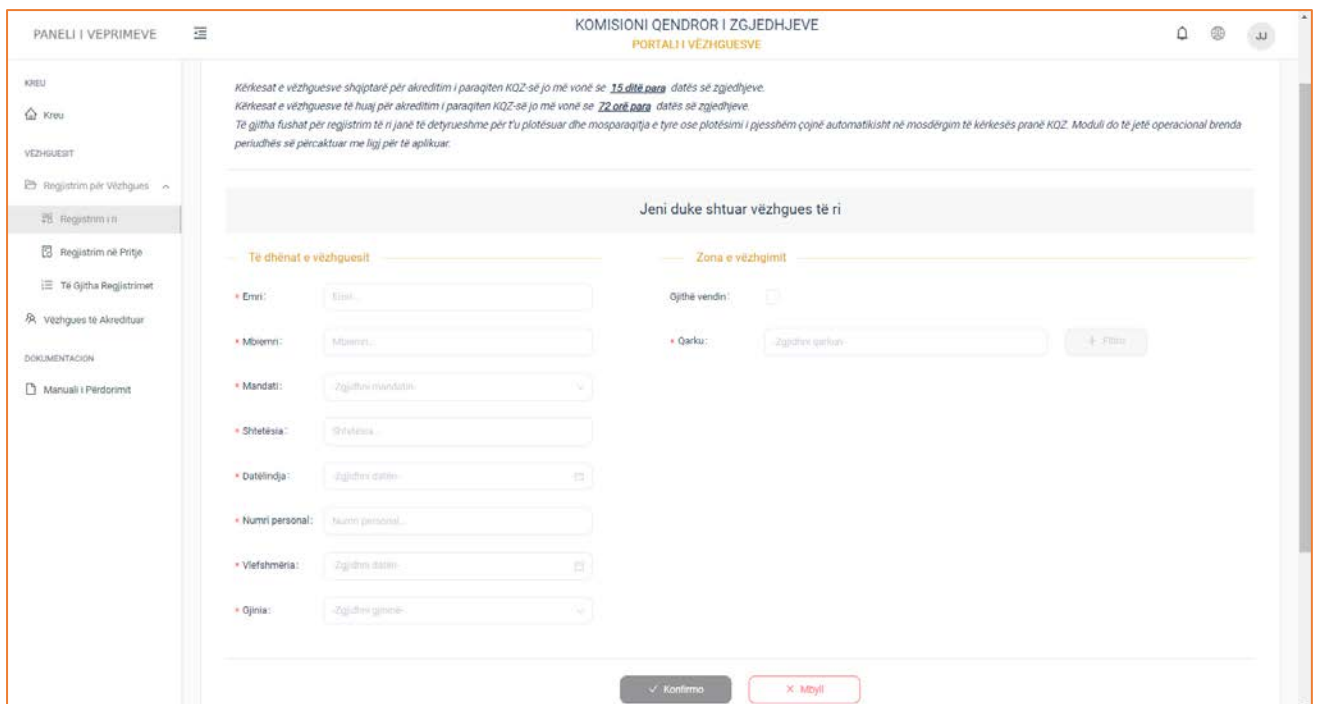 PANELI I VEPRIMEVE
KOMISIONI QENDROR I ZGJEDHJEVE
PORTALI I VËZHGUESVE
JJ
KREU
Kreu
VËZHGUESIT
Regjistrim për Vëzhgues
Regjistrim i ri
Regjistrim në Pritje
Të Gjitha Regjistrimet
Vëzhgues të Akredituar
DOKUMENTACION
Manuali i Përdorimit
Kërkesat e vëzhguesve shqiptarë për akreditim i paraqiten KQZ-së jo më vonë se 15 ditë para datës së zgjedhjeve.
Kërkesat e vëzhguesve të huaj për akreditim i paraqiten KQZ-së jo më vonë se 72 orë para datës së zgjedhjeve.
Të gjitha fushat për regjistrim të ri janë të detyrueshme për t'u plotësuar dhe mosparaqitja e tyre ose plotësimi i pjesshëm çojnë automatikisht në mosdërgim të kërkesës pranë KQZ. Moduli do të jetë operacional brenda
periudhës së përcaktuar me ligj për të aplikuar.
Jeni duke shtuar vëzhgues të ri
Të dhënat e vëzhguesit
Zona e vëzhgimit
* Emri: Emri...
Gjithë vendin:
* Mbiemri: Mbiemri...
* Qarku: -Zgjidhni qarkun- + Filtro
* Mandati: -Zgjidhni mandatin-
* Shtetësia: Shtetësia...
* Datëlindja: -Zgjidhni datën-
* Numri personal: Numri personal...
* Vlefshmëria: -Zgjidhni datën-
* Gjinia: -Zgjidhni gjininë-
Konfirmo
Mbyll